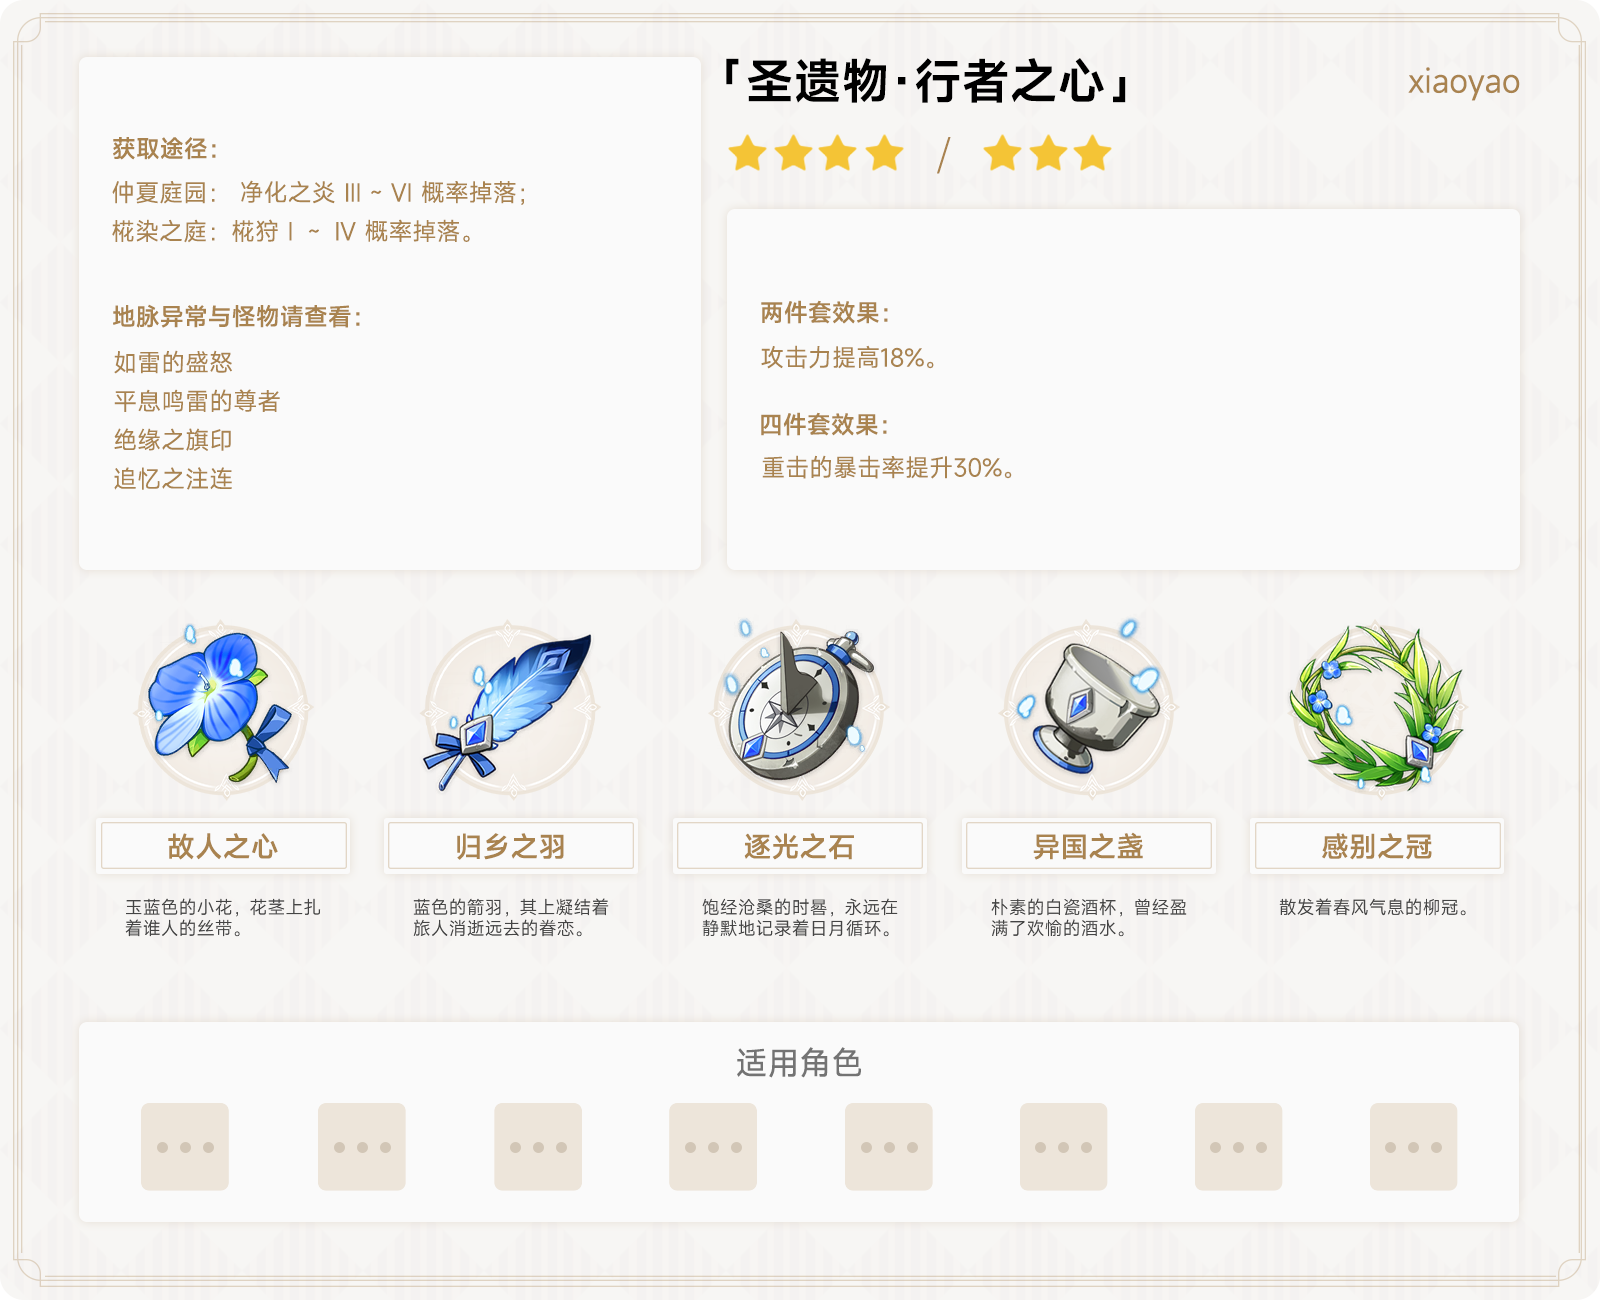 「圣遗物·行者之心」
xiaoyao
获取途径：
仲夏庭园： 净化之炎 III ~ VI 概率掉落；
椛染之庭：椛狩 I ~ IV 概率掉落。
地脉异常与怪物请查看：
如雷的盛怒
平息鸣雷的尊者
绝缘之旗印
追忆之注连
/
两件套效果：
攻击力提高18%。
四件套效果：
重击的暴击率提升30%。
故人之心
玉蓝色的小花，花茎上扎
着谁人的丝带。
归乡之羽
蓝色的箭羽，其上凝结着
旅人消逝远去的眷恋。
逐光之石
饱经沧桑的时晷，永远在
静默地记录着日月循环。
异国之盏
朴素的白瓷酒杯，曾经盈
满了欢愉的酒水。
感别之冠
散发着春风气息的柳冠。
适用角色